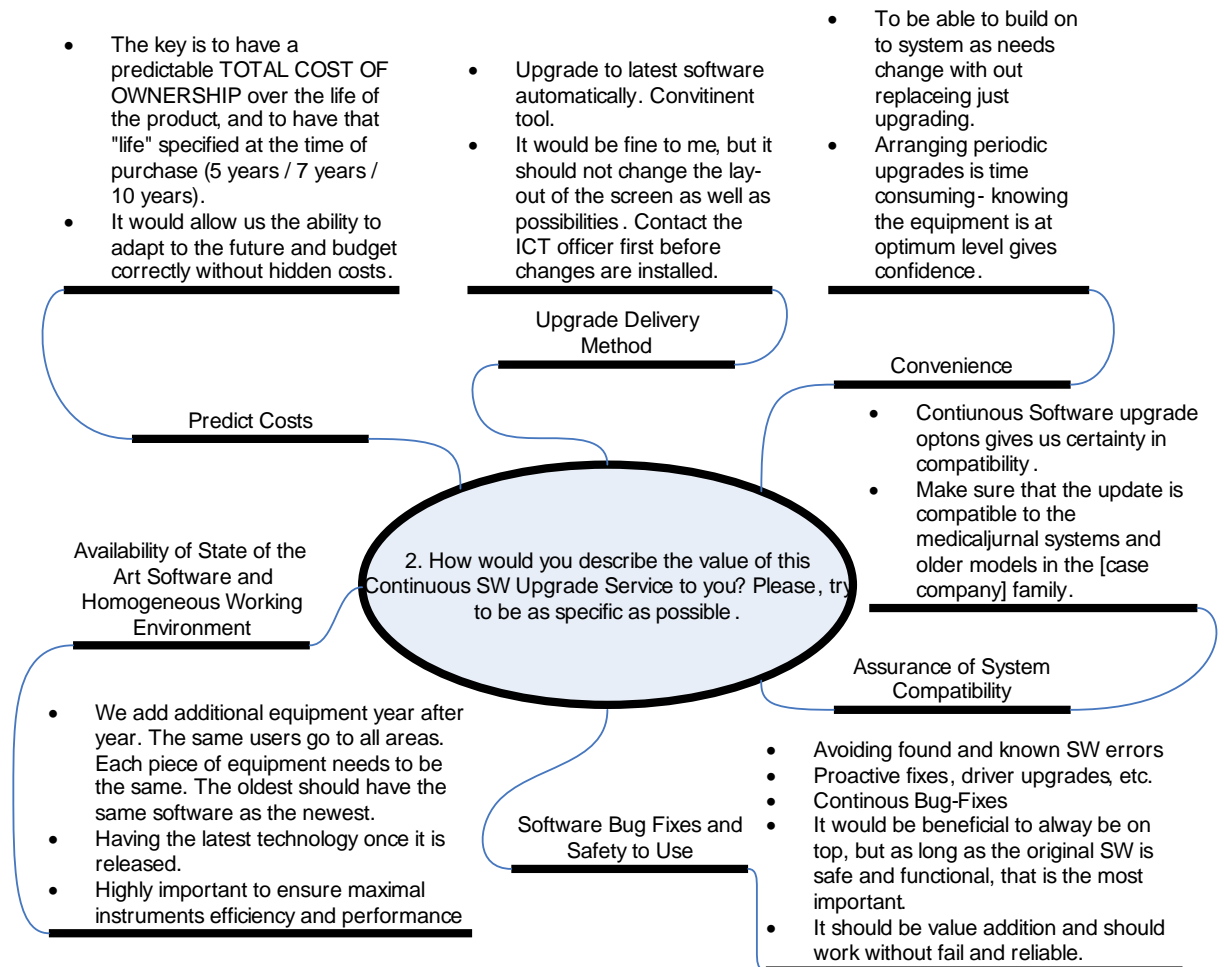 • The key is to have a
predictable TOTAL COST OF
OWNERSHIP over the life of
the product, and to have that
"life" specified at the time of
purchase (5 years / 7 years /
10 years).
• It would allow us the ability to
adapt to the future and budget
correctly without hidden costs.
Predict Costs
• Upgrade to latest software
automatically. Convitinent
tool.
• It would be fine to me, but it
should not change the lay-
out of the screen as well as
possibilities. Contact the
ICT officer first before
changes are installed.
Upgrade Delivery
Method
• To be able to build on
to system as needs
change with out
replaceing just
upgrading.
• Arranging periodic
upgrades is time
consuming- knowing
the equipment is at
optimum level gives
confidence.
Convenience
• Contiunous Software upgrade
optons gives us certainty in
compatibility.
• Make sure that the update is
compatible to the
medicaljurnal systems and
older models in the [case
company] family.
Assurance of System
Compatibility
2. How would you describe the value of this
Continuous SW Upgrade Service to you? Please, try
to be as specific as possible.
Availability of State of the
Art Software and
Homogeneous Working
Environment
• We add additional equipment year after
year. The same users go to all areas.
Each piece of equipment needs to be
the same. The oldest should have the
same software as the newest.
• Having the latest technology once it is
released.
• Highly important to ensure maximal
instruments efficiency and performance
Software Bug Fixes and
Safety to Use
• Avoiding found and known SW errors
• Proactive fixes, driver upgrades, etc.
• Continous Bug-Fixes
• It would be beneficial to alway be on
top, but as long as the original SW is
safe and functional, that is the most
important.
• It should be value addition and should
work without fail and reliable.